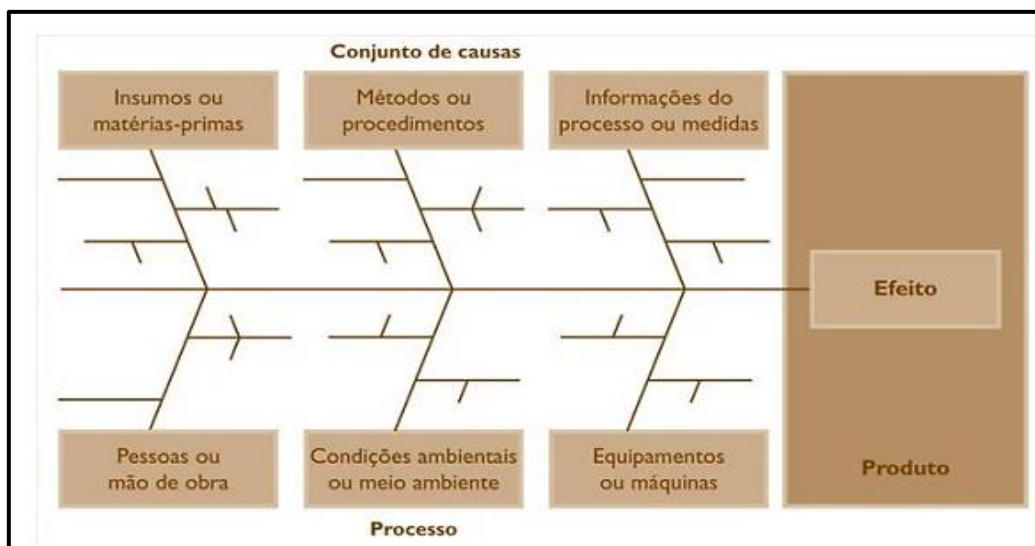 Conjunto de causas
Insumos ou
matérias-primas
Métodos ou
procedimentos
Informações do
processo ou medidas
Efeito
Pessoas ou
mão de obra
Condições ambientais
ou meio ambiente
Equipamentos
ou máquinas
Produto
Processo